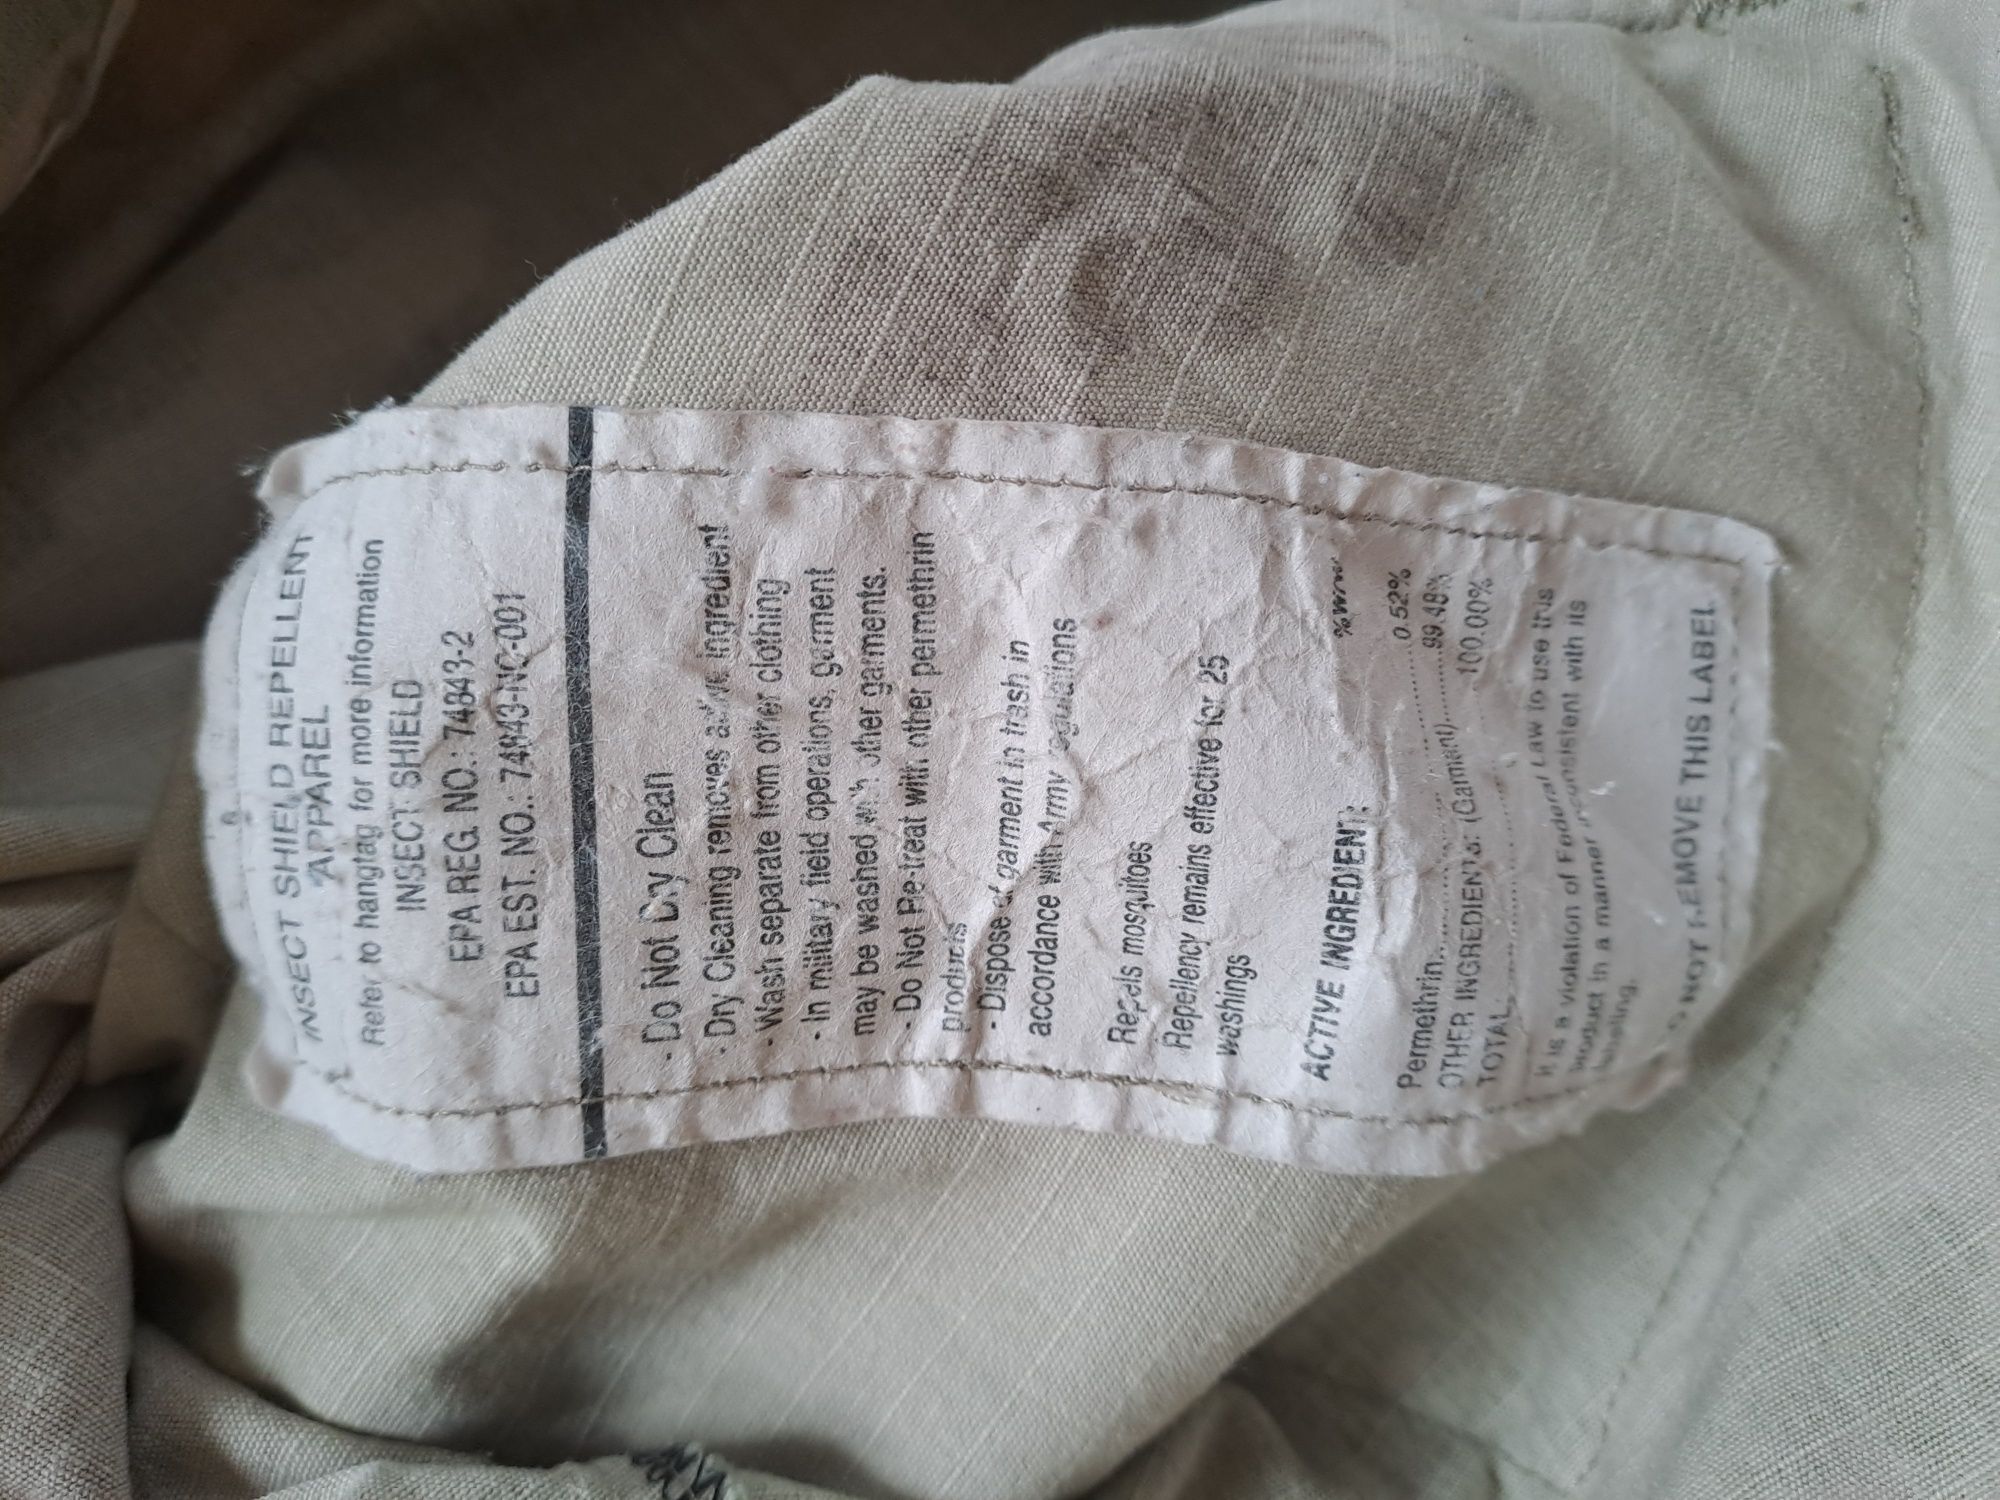 INSECT SHIELD REPELLENT
APPAREL
Refer to hangtag for more information
INSECT SHIELD
EPA REG. NO.: 74843-2
EPA EST. NO.: 74843-NC-001
· Do Not Dry Clean
· Dry Cleaning removes active ingredient
· Wash separate from other clothing
· In military field operations, garment
may be washed with other garments.
· Do Not Pre-treat with other permethrin
products
· Dispose of garment in trash in
accordance with Army regulations
Repels mosquitoes
Repellency remains effective for 25
washings
ACTIVE INGREDIENT: % w/w
Permethrin.................0.52%
OTHER INGREDIENTS: (Garment)........99.48%
TOTAL.................100.00%
It is a violation of Federal Law to use this
product in a manner inconsistent with its
labeling.
DO NOT REMOVE THIS LABEL